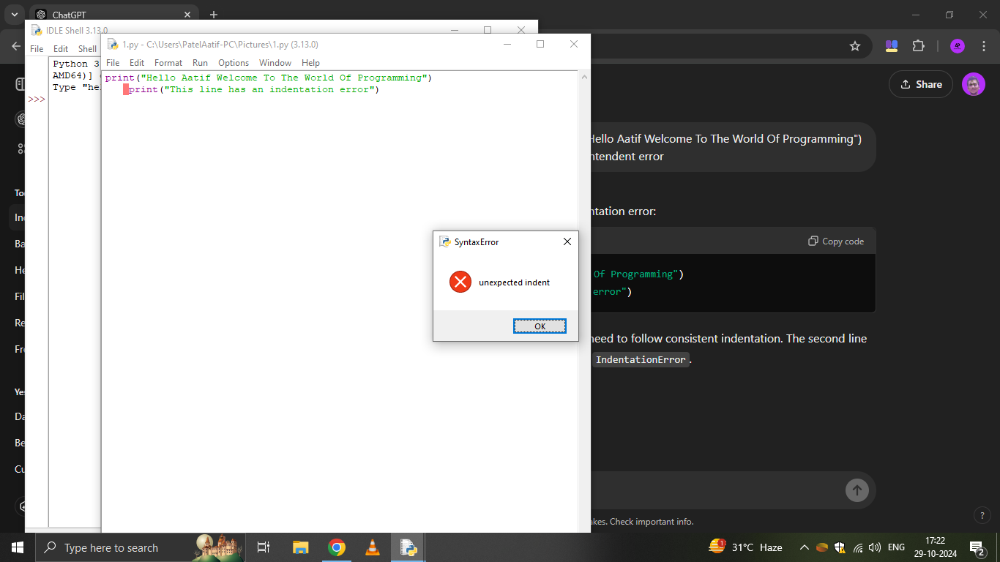 ChatGPT
IDLE Shell 3.13.0
File Edit Shell
Python 3
AMD64)]
Type "he
>>>
1.py - C:\Users\PatelAatif-PC\Pictures\1.py (3.13.0)
File Edit Format Run Options Window Help
print("Hello Aatif Welcome To The World Of Programming")
print("This line has an indentation error")
SyntaxError
unexpected indent
OK
Share
Hello Aatif Welcome To The World Of Programming")
ntendent error
ntation error:
Copy code
Of Programming")
error")
need to follow consistent indentation. The second line
IndentationError.
akes. Check important info.
?
To
In
Ba
He
Fil
Re
Fr
Ye
Da
Be
Cu
Type here to search
1
31°C Haze
ENG
17:22
29-10-2024
2